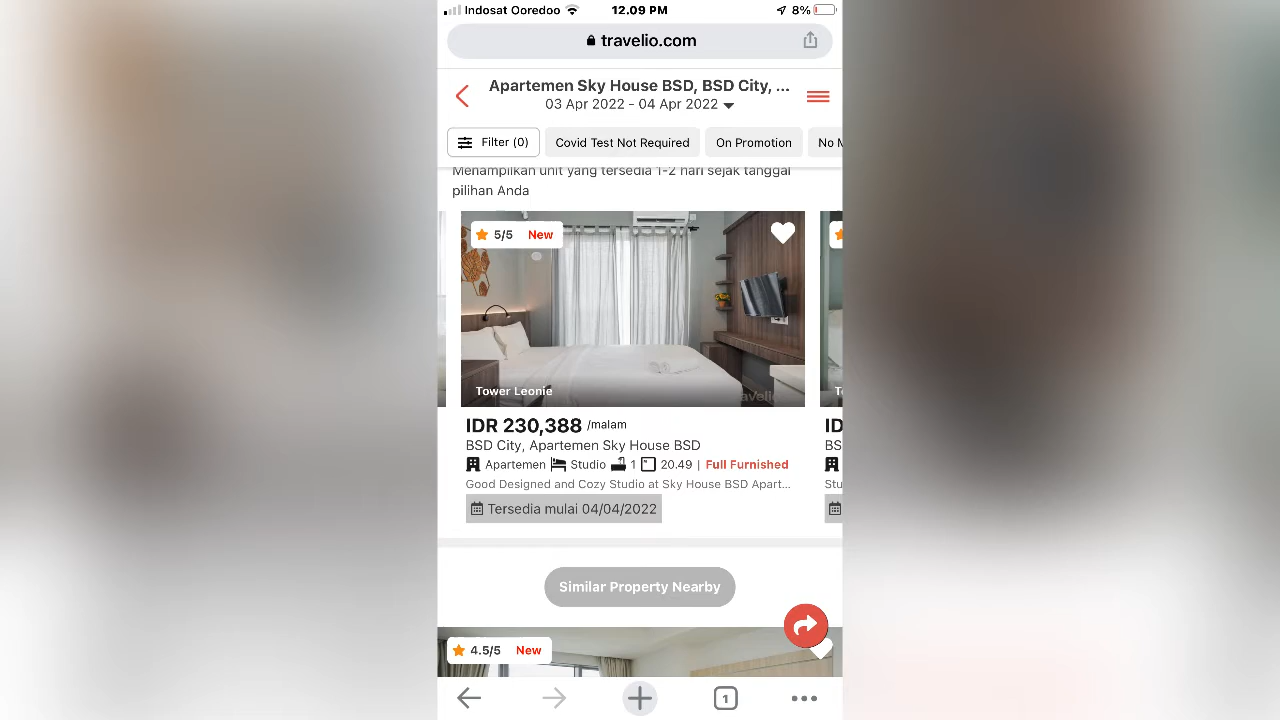 Indosat Ooredoo 12.09 PM 8%
travelio.com
Apartemen Sky House BSD, BSD City, ...
03 Apr 2022 - 04 Apr 2022
Filter (0) Covid Test Not Required On Promotion No M
Menampilkan unit yang tersedia 1-2 hari sejak tanggal
pilihan Anda
5/5 New
Tower Leonie
avelio
IDR 230,388 /malam
BSD City, Apartemen Sky House BSD
Apartemen Studio 1 20.49 | Full Furnished
Good Designed and Cozy Studio at Sky House BSD Apart...
Tersedia mulai 04/04/2022
Similar Property Nearby
4.5/5 New
1